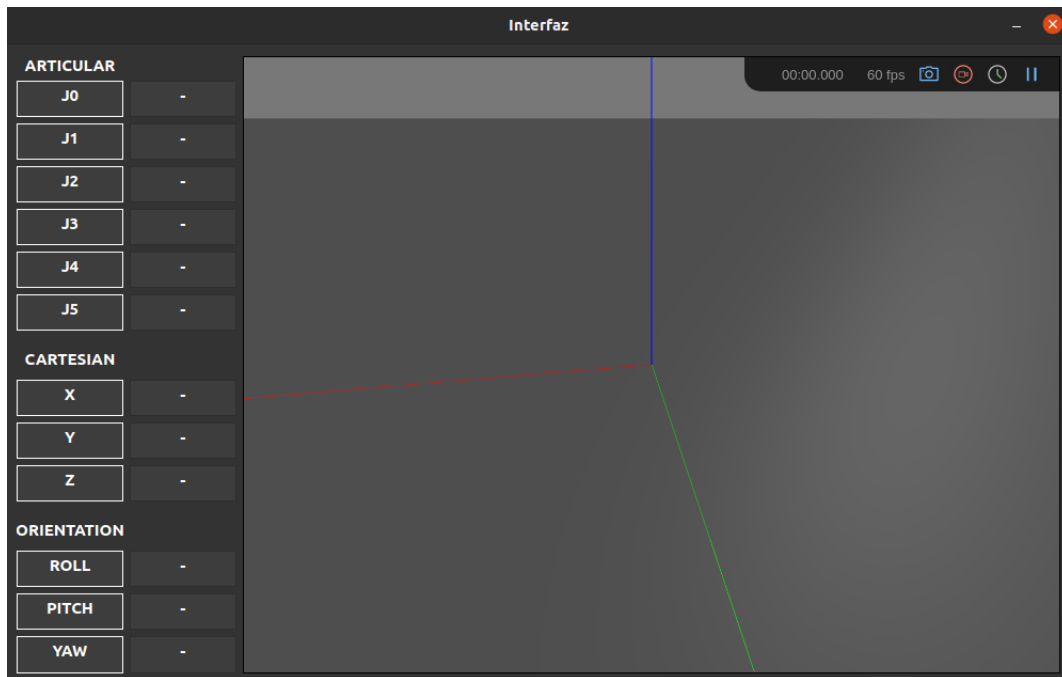 Interfaz
ARTICULAR
J0 -
J1 -
J2 -
J3 -
J4 -
J5 -
CARTESIAN
X -
Y -
Z -
ORIENTATION
ROLL -
PITCH -
YAW -
00:00.000 60 fps